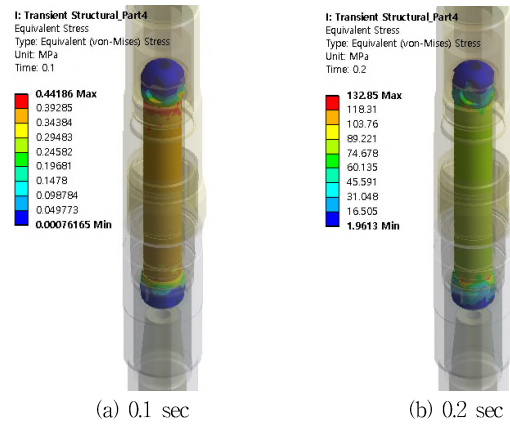 I: Transient Structural_Part4
Equivalent Stress
Type: Equivalent (von-Mises) Stress
Unit: MPa
Time: 0.1
0.44186 Max
0.39285
0.34384
0.29483
0.24582
0.19681
0.1478
0.098784
0.049773
0.00076165 Min
(a) 0.1 sec
I: Transient Structural_Part4
Equivalent Stress
Type: Equivalent (von-Mises) Stress
Unit: MPa
Time: 0.2
132.85 Max
118.31
103.76
89.221
74.678
60.135
45.591
31.048
16.505
1.9613 Min
(b) 0.2 sec